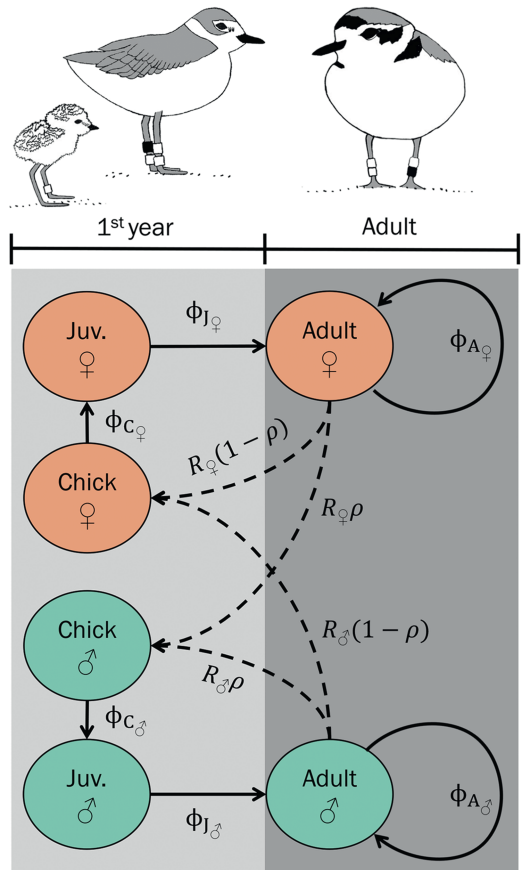 1st year
Adult
Juv.
♀
ϕJ♀
Adult
♀
ϕA♀
ϕC♀
R♀(1 − ρ)
Chick
♀
R♀ρ
Chick
♂
R♂(1 − ρ)
R♂ρ
ϕC♂
Juv.
♂
ϕJ♂
Adult
♂
ϕA♂